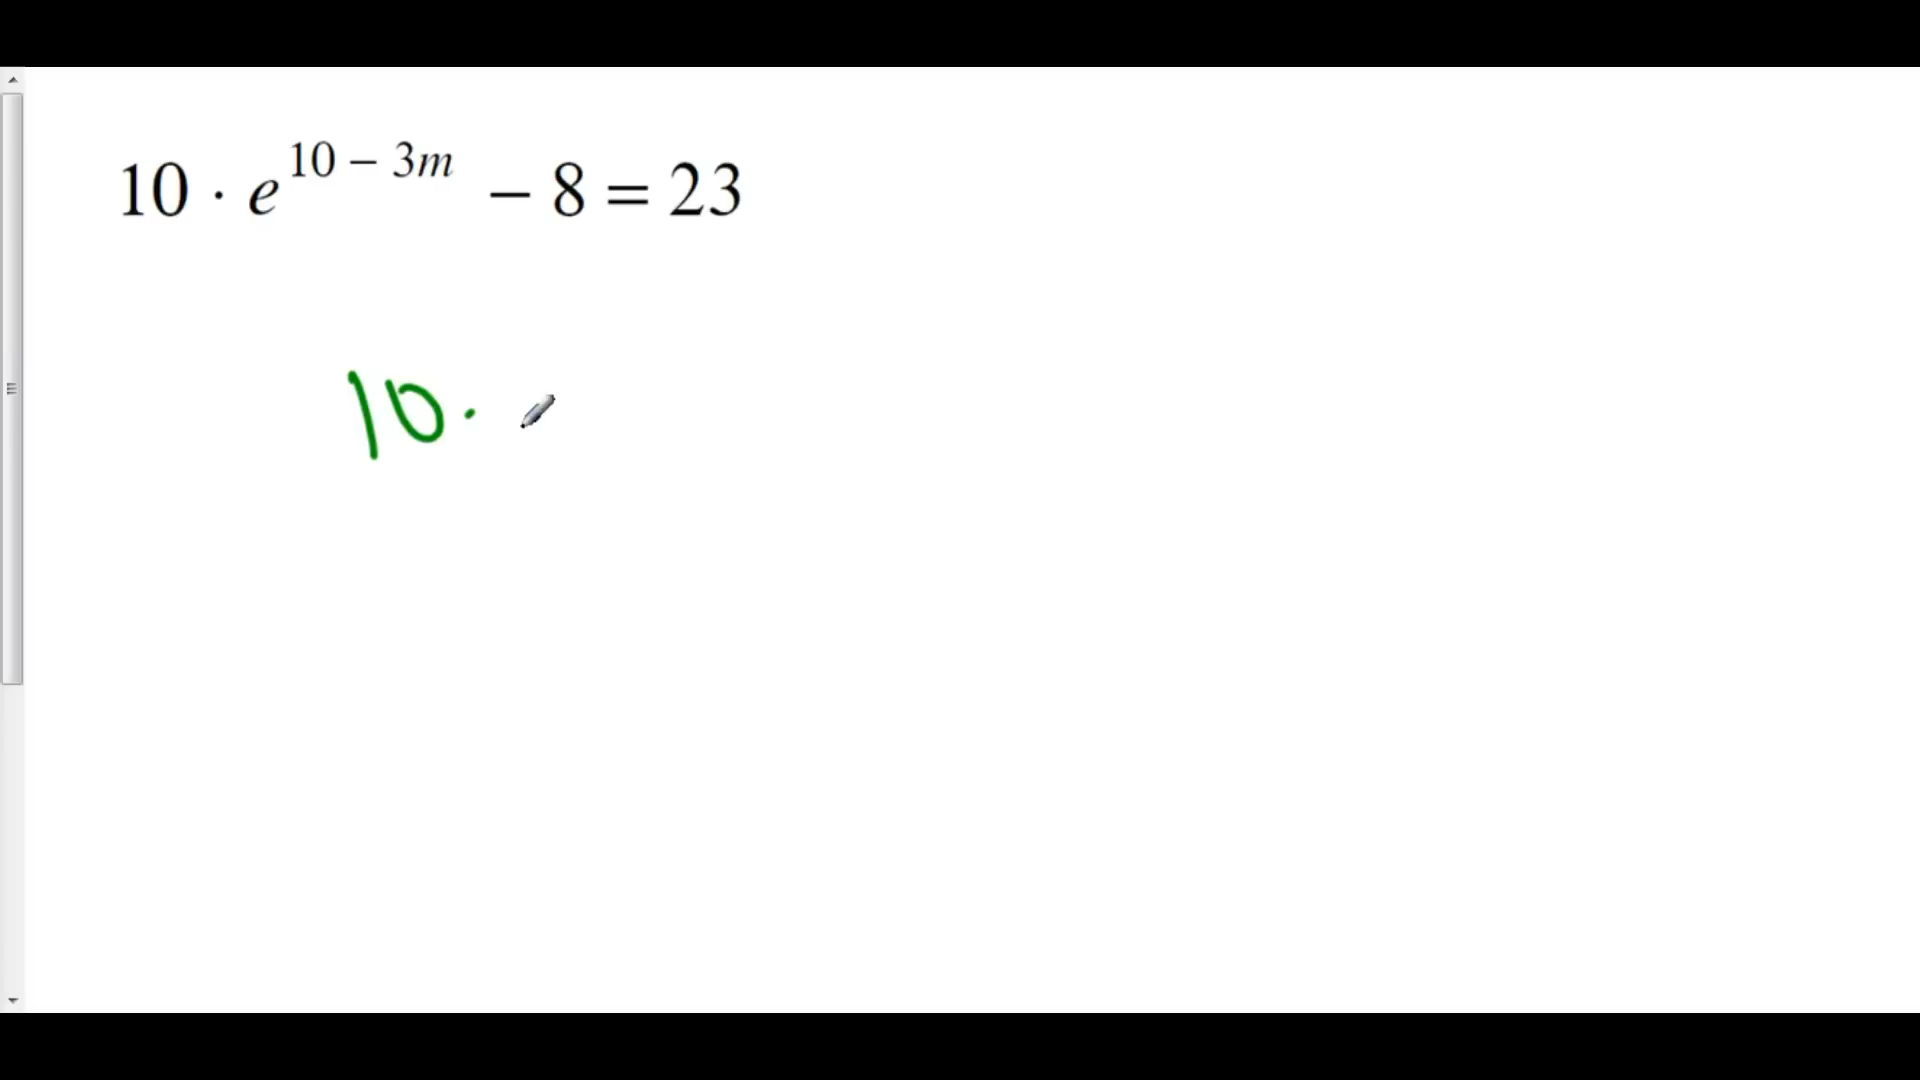 10 · e^{10 − 3m} − 8 = 23
10 ·